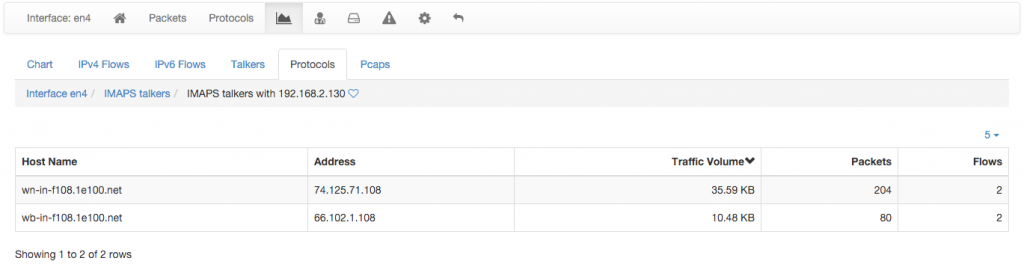 Interface: en4 Packets Protocols
Chart IPv4 Flows IPv6 Flows Talkers Protocols Pcaps
Interface en4 / IMAPS talkers / IMAPS talkers with 192.168.2.130
5
Host Name Address Traffic Volume Packets Flows
wn-in-f108.1e100.net 74.125.71.108 35.59 KB 204 2
wb-in-f108.1e100.net 66.102.1.108 10.48 KB 80 2
Showing 1 to 2 of 2 rows